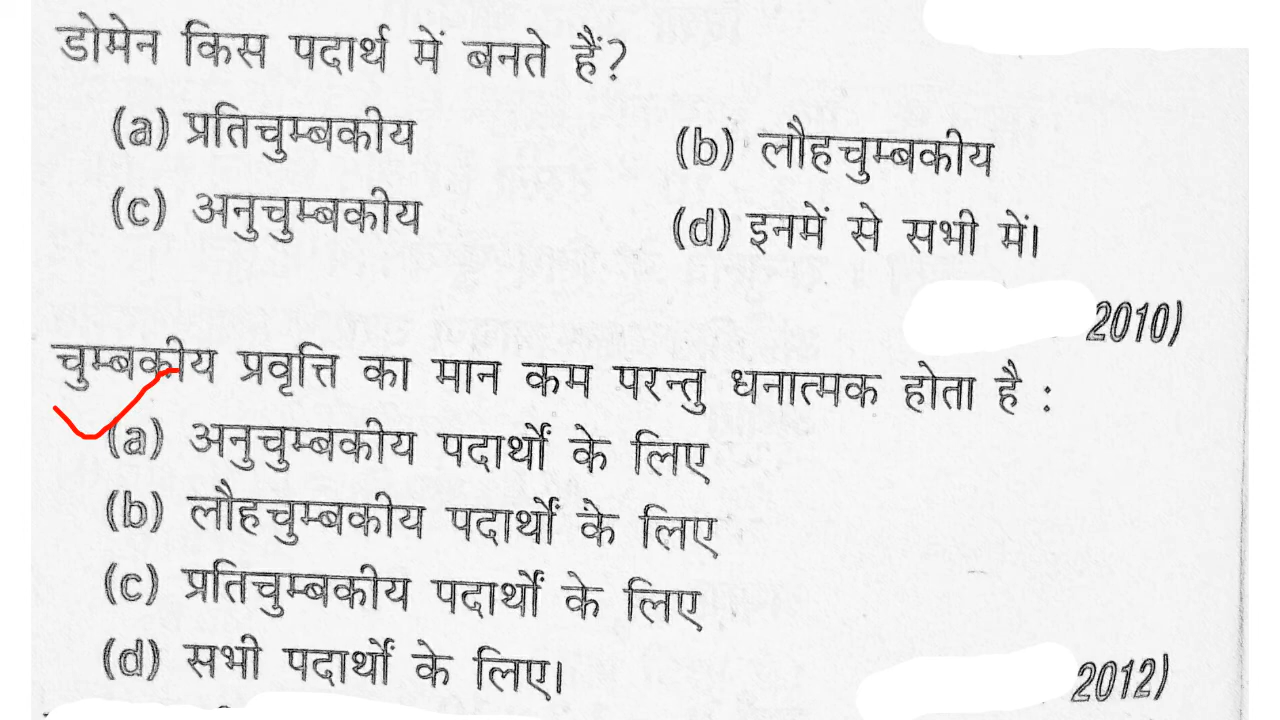 डोमेन किस पदार्थ में बनते हैं?
(a) प्रतिचुम्बकीय (b) लौहचुम्बकीय
(c) अनुचुम्बकीय (d) इनमें से सभी में।
2010)
चुम्बकीय प्रवृत्ति का मान कम परन्तु धनात्मक होता है :
(a) अनुचुम्बकीय पदार्थों के लिए
(b) लौहचुम्बकीय पदार्थों के लिए
(c) प्रतिचुम्बकीय पदार्थों के लिए
(d) सभी पदार्थों के लिए।
2012)